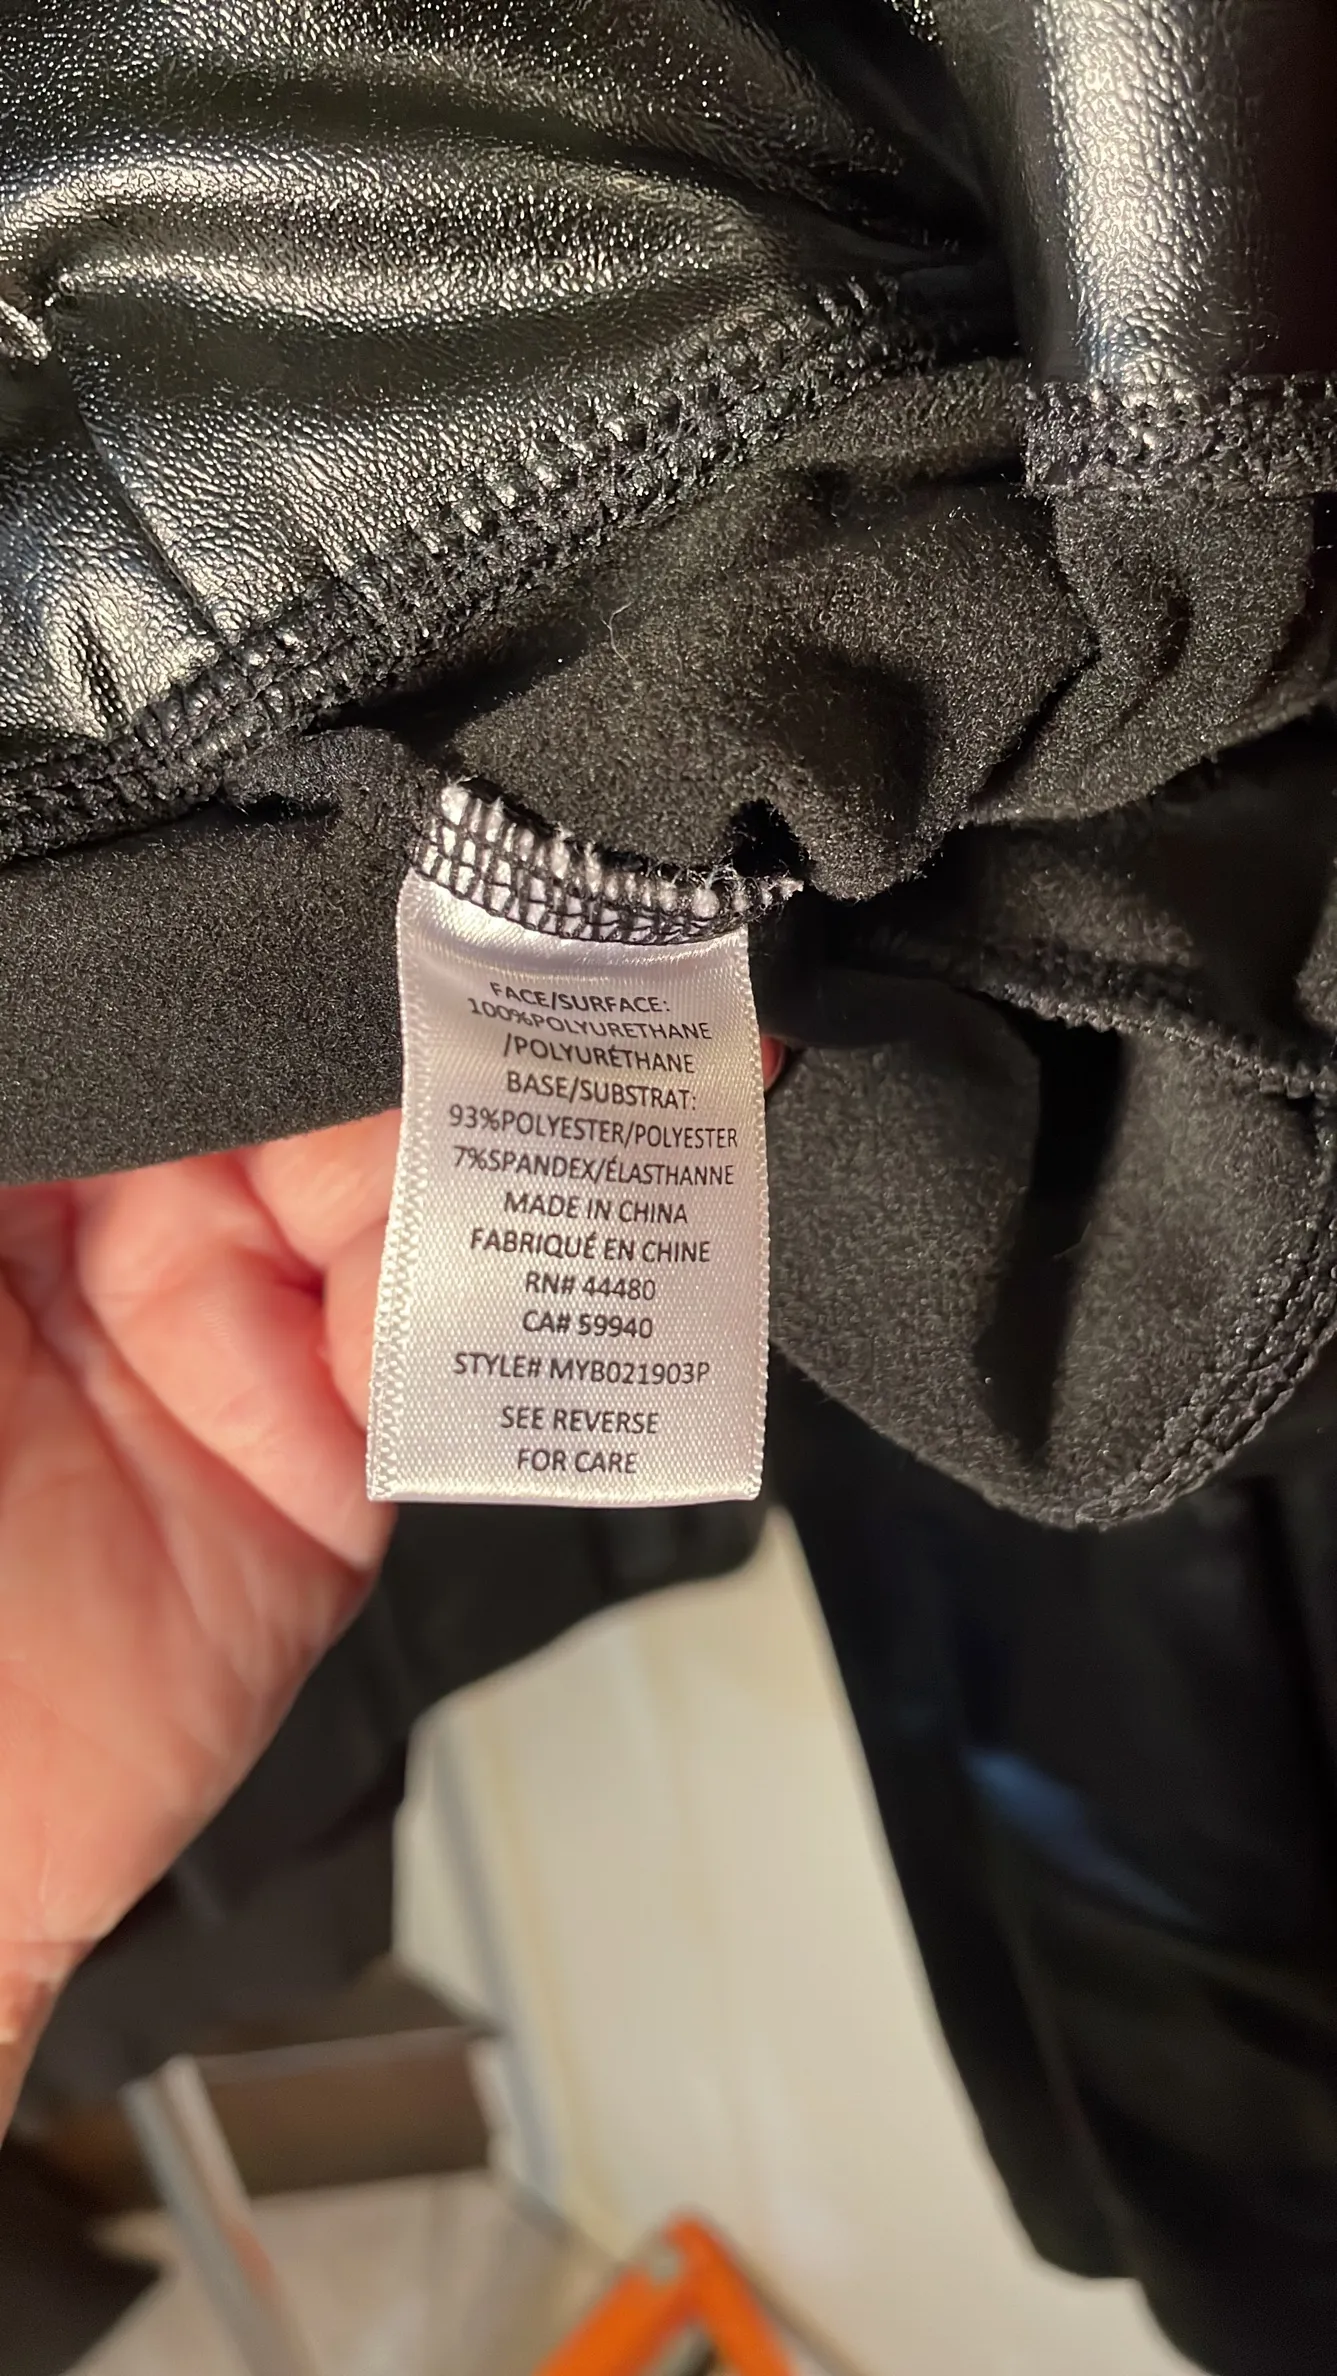 FACE/SURFACE:
100%POLYURETHANE
/POLYURÉTHANE
BASE/SUBSTRAT:
93%POLYESTER/POLYESTER
7%SPANDEX/ÉLASTHANNE
MADE IN CHINA
FABRIQUÉ EN CHINE
RN# 44480
CA# 59940
STYLE# MYB021903P
SEE REVERSE
FOR CARE